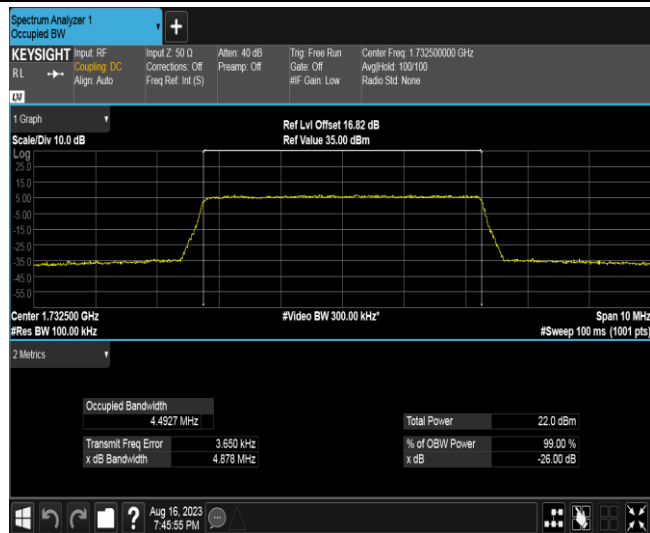 Spectrum Analyzer 1
Occupied BW
+
KEYSIGHT
RL
Input: RF
Coupling: DC
Align: Auto
Input Z: 50 Ω
Corrections: Off
Freq Ref: Int (S)
Atten: 40 dB
Preamp: Off
Trig: Free Run
Gate: Off
#IF Gain: Low
Center Freq: 1.732500000 GHz
Avg|Hold: 100/100
Radio Std: None
LXI
1 Graph
Scale/Div 10.0 dB
Ref Lvl Offset 16.82 dB
Ref Value 35.00 dBm
Log
25.0
15.0
5.00
-5.00
-15.0
-25.0
-35.0
-45.0
-55.0
Center 1.732500 GHz
#Video BW 300.00 kHz*
Span 10 MHz
#Res BW 100.00 kHz
#Sweep 100 ms (1001 pts)
2 Metrics
Occupied Bandwidth
4.4927 MHz
Total Power 22.0 dBm
Transmit Freq Error 3.650 kHz
% of OBW Power 99.00 %
x dB Bandwidth 4.878 MHz
x dB -26.00 dB
?
Aug 16, 2023
7:45:55 PM